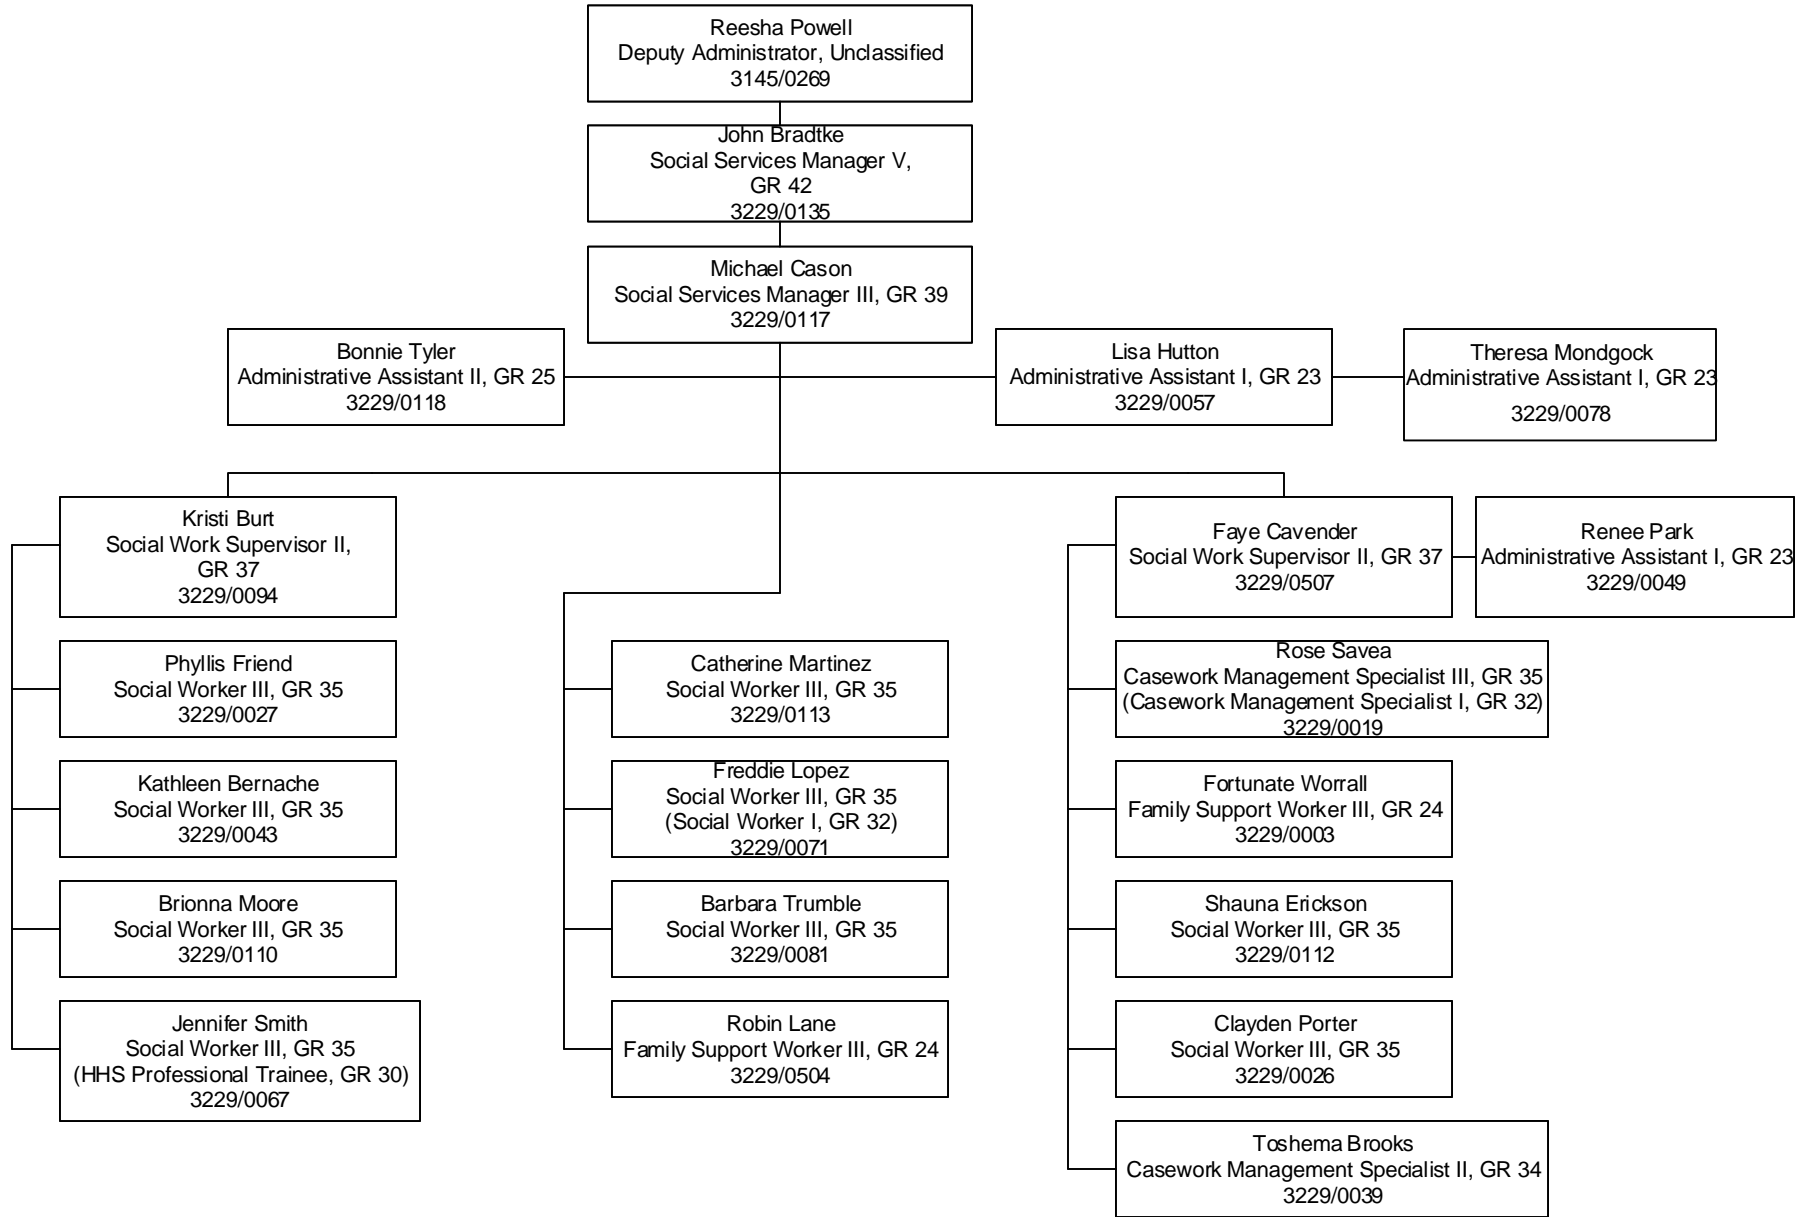 Reesha Powell
Deputy Administrator, Unclassified
3145/0269
John Bradtke
Social Services Manager V,
GR 42
3229/0135
Michael Cason
Social Services Manager III, GR 39
3229/0117
Bonnie Tyler
Administrative Assistant II, GR 25
3229/0118
Lisa Hutton
Administrative Assistant I, GR 23
3229/0057
Theresa Mondgock
Administrative Assistant I, GR 23
3229/0078
Kristi Burt
Social Work Supervisor II,
GR 37
3229/0094
Phyllis Friend
Social Worker III, GR 35
3229/0027
Kathleen Bernache
Social Worker III, GR 35
3229/0043
Brionna Moore
Social Worker III, GR 35
3229/0110
Jennifer Smith
Social Worker III, GR 35
(HHS Professional Trainee, GR 30)
3229/0067
Catherine Martinez
Social Worker III, GR 35
3229/0113
Freddie Lopez
Social Worker III, GR 35
(Social Worker I, GR 32)
3229/0071
Barbara Trumble
Social Worker III, GR 35
3229/0081
Robin Lane
Family Support Worker III, GR 24
3229/0504
Faye Cavender
Social Work Supervisor II, GR 37
3229/0507
Renee Park
Administrative Assistant I, GR 23
3229/0049
Rose Savea
Casework Management Specialist III, GR 35
(Casework Management Specialist I, GR 32)
3229/0019
Fortunate Worrall
Family Support Worker III, GR 24
3229/0003
Shauna Erickson
Social Worker III, GR 35
3229/0112
Clayden Porter
Social Worker III, GR 35
3229/0026
Toshema Brooks
Casework Management Specialist II, GR 34
3229/0039